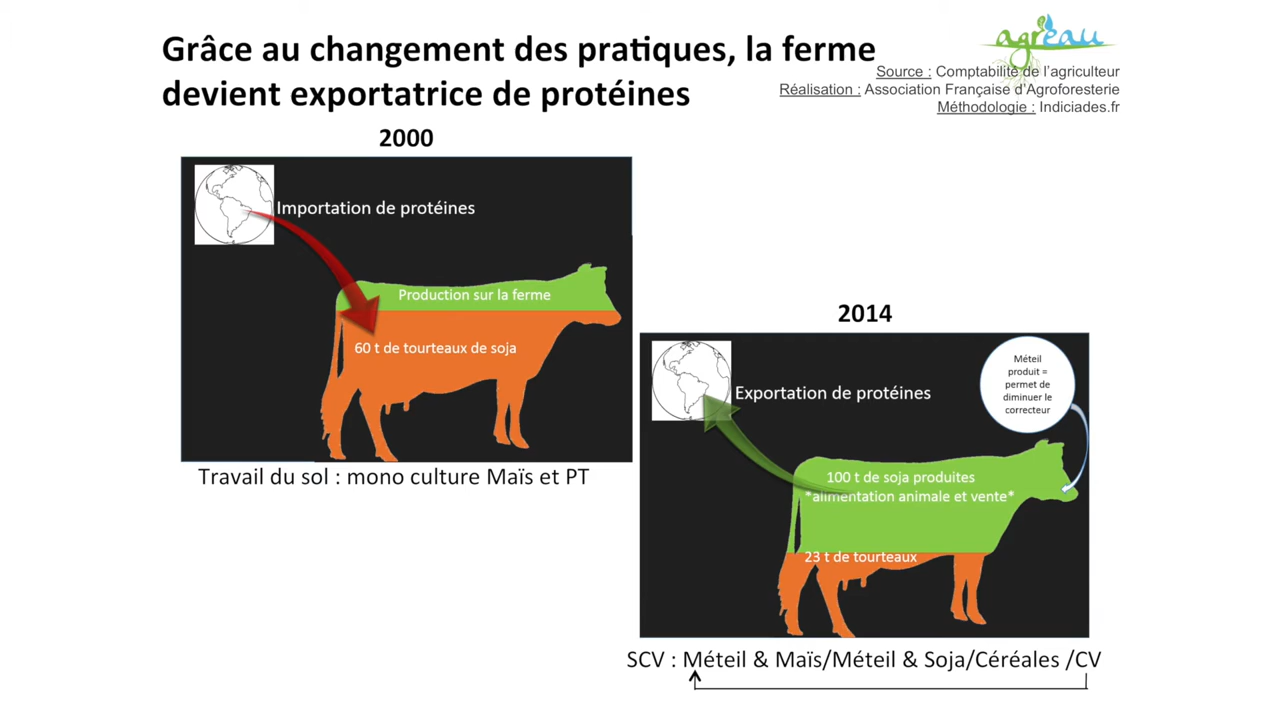 Grâce au changement des pratiques, la ferme
devient exportatrice de protéines
agr'eau
Source : Comptabilité de l'agriculteur
Réalisation : Association Française d'Agroforesterie
Méthodologie : Indiciades.fr
2000
Importation de protéines
Production sur la ferme
60 t de tourteaux de soja
Travail du sol : mono culture Maïs et PT
2014
Exportation de protéines
Méteil
produit =
permet de
diminuer le
correcteur
100 t de soja produites
*alimentation animale et vente*
23 t de tourteaux
SCV : Méteil & Maïs/Méteil & Soja/Céréales /CV